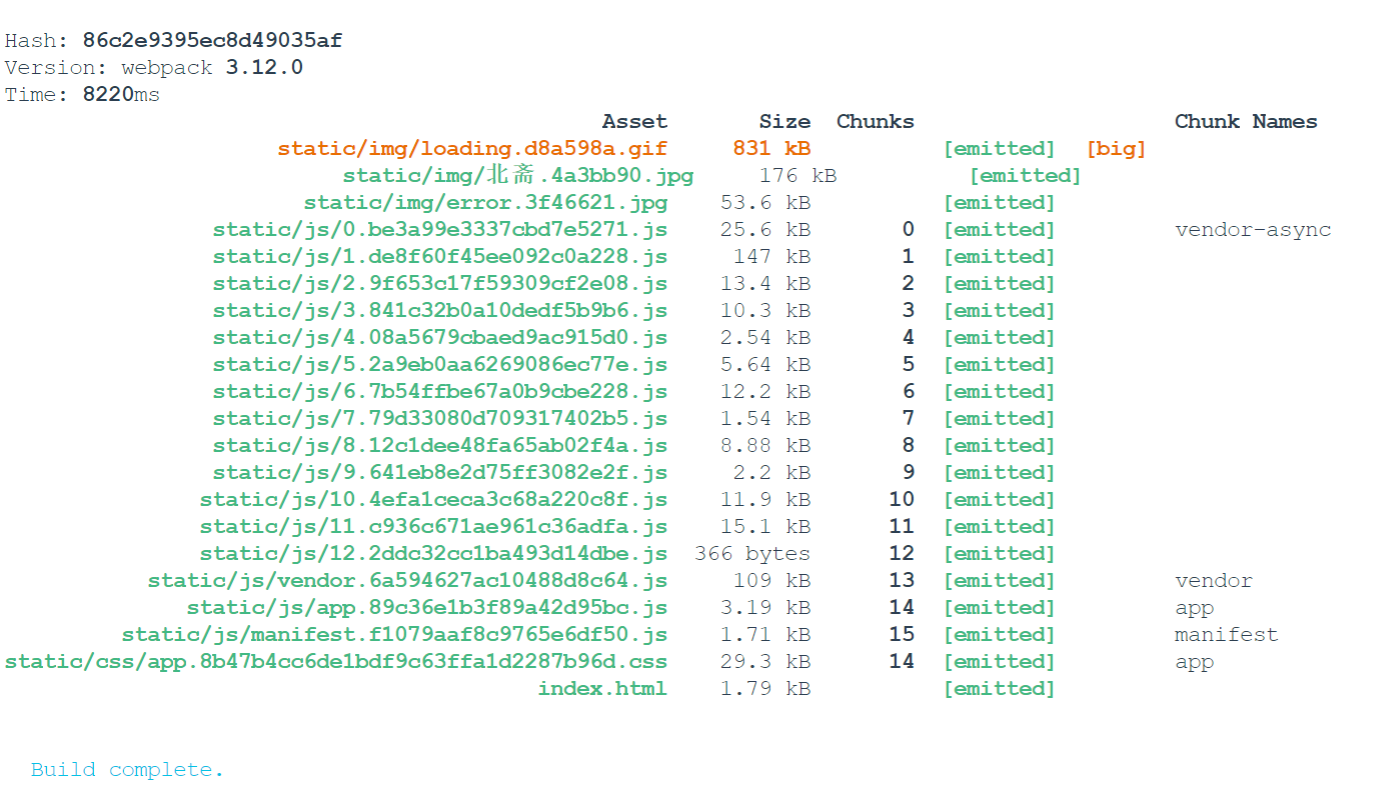 Hash: 86c2e9395ec8d49035af
Version: webpack 3.12.0
Time: 8220ms
Asset Size Chunks Chunk Names
static/img/loading.d8a598a.gif 831 kB [emitted] [big]
static/img/北斋.4a3bb90.jpg 176 kB [emitted]
static/img/error.3f46621.jpg 53.6 kB [emitted]
static/js/0.be3a99e3337cbd7e5271.js 25.6 kB 0 [emitted] vendor-async
static/js/1.de8f60f45ee092c0a228.js 147 kB 1 [emitted]
static/js/2.9f653c17f59309cf2e08.js 13.4 kB 2 [emitted]
static/js/3.841c32b0a10dedf5b9b6.js 10.3 kB 3 [emitted]
static/js/4.08a5679cbaed9ac915d0.js 2.54 kB 4 [emitted]
static/js/5.2a9eb0aa6269086ec77e.js 5.64 kB 5 [emitted]
static/js/6.7b54ffbe67a0b9cbe228.js 12.2 kB 6 [emitted]
static/js/7.79d33080d709317402b5.js 1.54 kB 7 [emitted]
static/js/8.12c1dee48fa65ab02f4a.js 8.88 kB 8 [emitted]
static/js/9.641eb8e2d75ff3082e2f.js 2.2 kB 9 [emitted]
static/js/10.4efa1ceca3c68a220c8f.js 11.9 kB 10 [emitted]
static/js/11.c936c671ae961c36adfa.js 15.1 kB 11 [emitted]
static/js/12.2ddc32cc1ba493d14dbe.js 366 bytes 12 [emitted]
static/js/vendor.6a594627ac10488d8c64.js 109 kB 13 [emitted] vendor
static/js/app.89c36e1b3f89a42d95bc.js 3.19 kB 14 [emitted] app
static/js/manifest.f1079aaf8c9765e6df50.js 1.71 kB 15 [emitted] manifest
static/css/app.8b47b4cc6de1bdf9c63ffa1d2287b96d.css 29.3 kB 14 [emitted] app
index.html 1.79 kB [emitted]
Build complete.